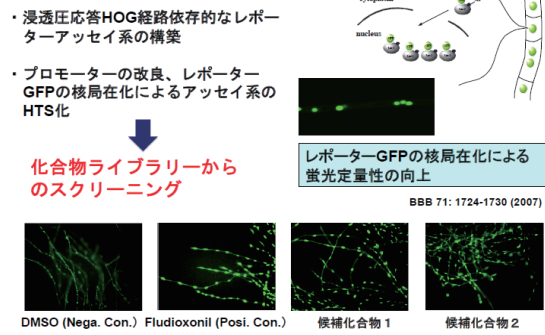 ・浸透圧応答HOG経路依存的なレポー
ターアッセイ系の構築
・プロモーターの改良、レポーター
GFPの核局在化によるアッセイ系の
HTS化
化合物ライブラリーから
のスクリーニング
nucleus
レポーターGFPの核局在化による
蛍光定量性の向上
BBB 71: 1724-1730 (2007)
DMSO (Nega. Con.)
Fludioxonil (Posi. Con.)
候補化合物1
候補化合物2